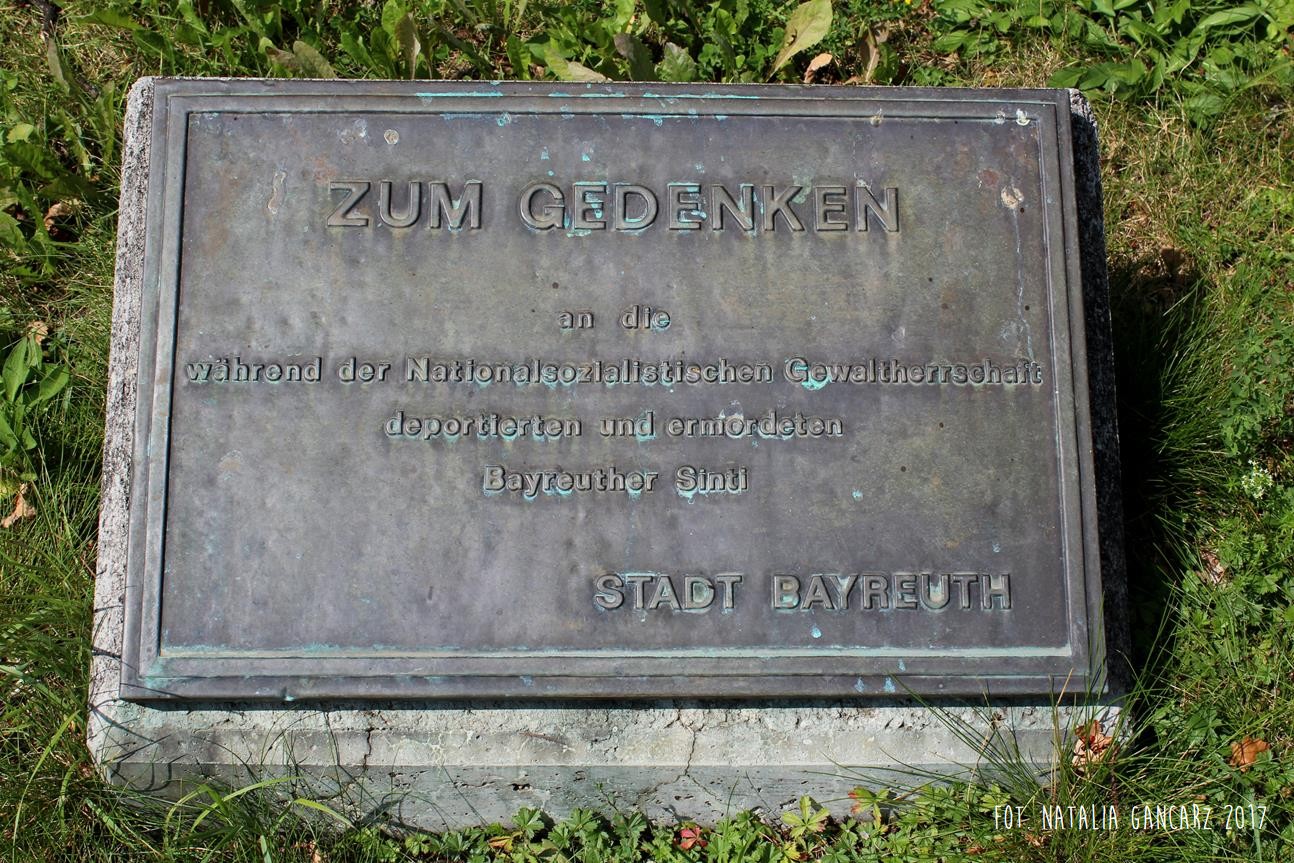 ZUM GEDENKEN
an die
während der Nationalsozialistischen Gewaltherrschaft
deportierten und ermordeten
Bayreuther Sinti
STADT BAYREUTH
FOT NATALIA GANCARZ 2017